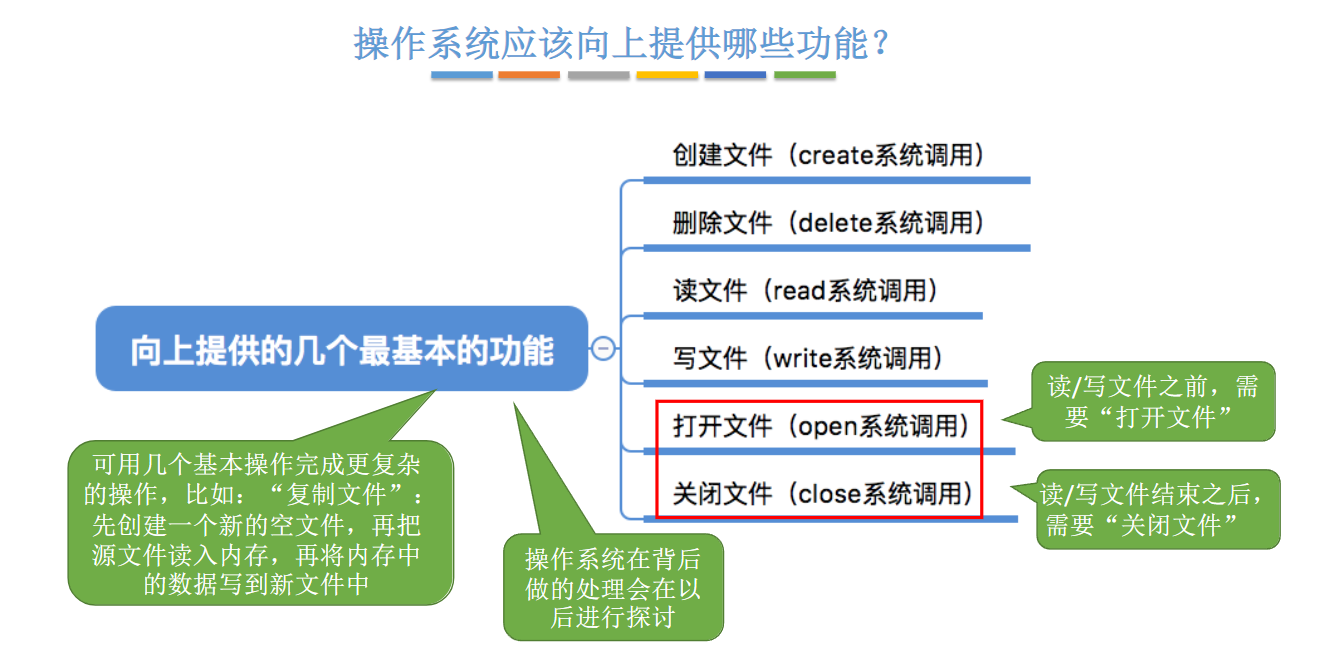 操作系统应该向上提供哪些功能？
创建文件（create系统调用）
删除文件（delete系统调用）
读文件（read系统调用）
向上提供的几个最基本的功能
写文件（write系统调用）
打开文件（open系统调用）
关闭文件（close系统调用）
读/写文件之前，需
要“打开文件”
读/写文件结束之后，
需要“关闭文件”
可用几个基本操作完成更复杂
的操作，比如：“复制文件”：
先创建一个新的空文件，再把
源文件读入内存，再将内存中
的数据写到新文件中
操作系统在背后
做的处理会在以
后进行探讨